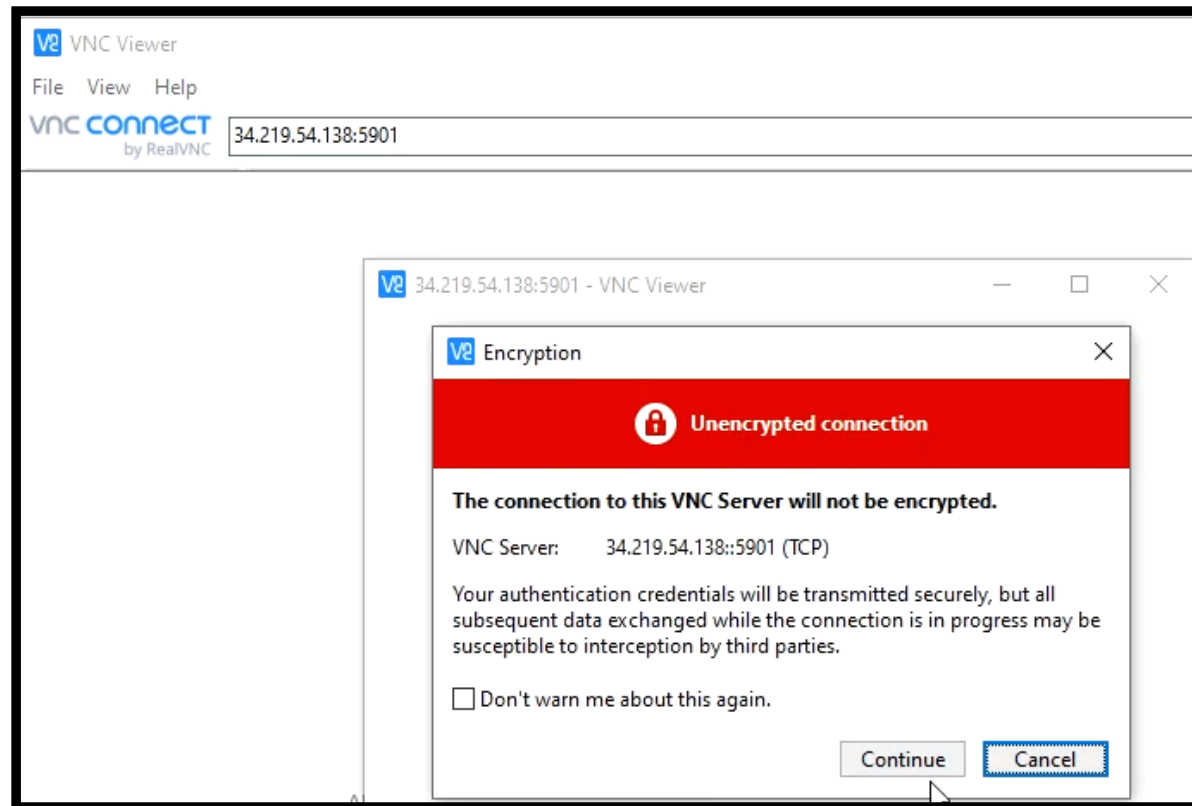 VNC Viewer
File View Help
vnc connect
by RealVNC
34.219.54.138:5901
34.219.54.138:5901 - VNC Viewer
Encryption
Unencrypted connection
The connection to this VNC Server will not be encrypted.
VNC Server: 34.219.54.138::5901 (TCP)
Your authentication credentials will be transmitted securely, but all
subsequent data exchanged while the connection is in progress may be
susceptible to interception by third parties.
Don't warn me about this again.
Continue Cancel